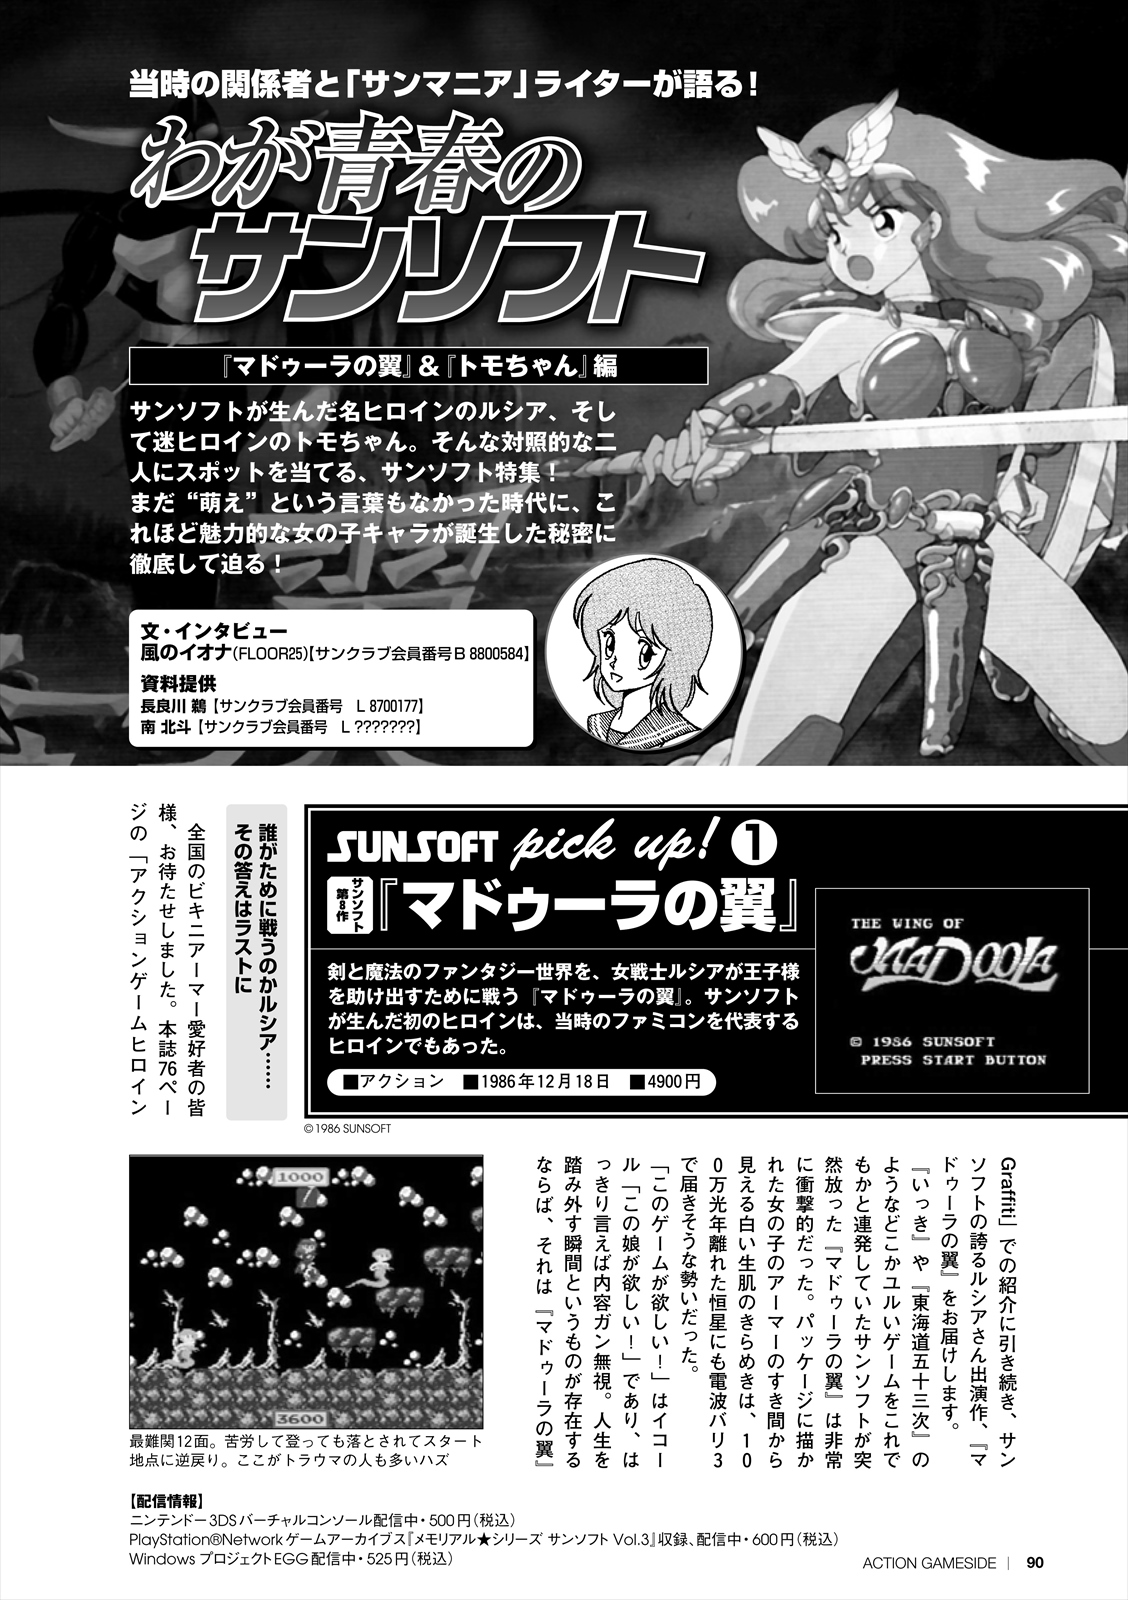 当時の関係者と「サンマニア」ライターが語る！
わが青春の
サンソフト
『マドゥーラの翼』＆『トモちゃん』編
サンソフトが生んだ名ヒロインのルシア、そし
て迷ヒロインのトモちゃん。そんな対照的な二
人にスポットを当てる、サンソフト特集！
まだ“萌え”という言葉もなかった時代に、こ
れほど魅力的な女の子キャラが誕生した秘密に
徹底して迫る！
文・インタビュー
風のイオナ(FLOOR25)【サンクラブ会員番号B 8800584】
資料提供
長良川 鵜【サンクラブ会員番号 L 8700177】
南 北斗【サンクラブ会員番号 L ???????】
SUNSOFT pick up! 1
サンソフト
第8作
『マドゥーラの翼』
剣と魔法のファンタジー世界を、女戦士ルシアが王子様
を助け出すために戦う『マドゥーラの翼』。サンソフト
が生んだ初のヒロインは、当時のファミコンを代表する
ヒロインでもあった。
■アクション ■1986年12月18日 ■4900円
THE WING OF
MADOOLA
© 1986 SUNSOFT
PRESS START BUTTON
©1986 SUNSOFT
誰がために戦うのかルシア……
その答えはラストに
全国のビキニアーマー愛好者の皆
様、お待たせしました。本誌76ペー
ジの「アクションゲームヒロイン
Graffiti」での紹介に引き続き、サン
ソフトの誇るルシアさん出演作、『マ
ドゥーラの翼』をお届けします。
『いっき』や『東海道五十三次』の
ようなどこかユルいゲームをこれで
もかと連発していたサンソフトが突
然放った『マドゥーラの翼』は非常
に衝撃的だった。パッケージに描か
れた女の子のアーマーのすき間から
見える白い生肌のきらめきは、10
0万光年離れた恒星にも電波バリ3
で届きそうな勢いだった。
「このゲームが欲しい！」はイコー
ル「この娘が欲しい！」であり、は
っきり言えば内容ガン無視。人生を
踏み外す瞬間というものが存在する
ならば、それは『マドゥーラの翼』
1000
3600
最難関12面。苦労して登っても落とされてスタート
地点に逆戻り。ここがトラウマの人も多いハズ
【配信情報】
ニンテンドー3DSバーチャルコンソール配信中・500円（税込）
PlayStation®Network ゲームアーカイブス『メモリアル★シリーズ サンソフト Vol.3』収録、配信中・600円（税込）
Windows プロジェクトEGG配信中・525円（税込）
ACTION GAMESIDE | 90